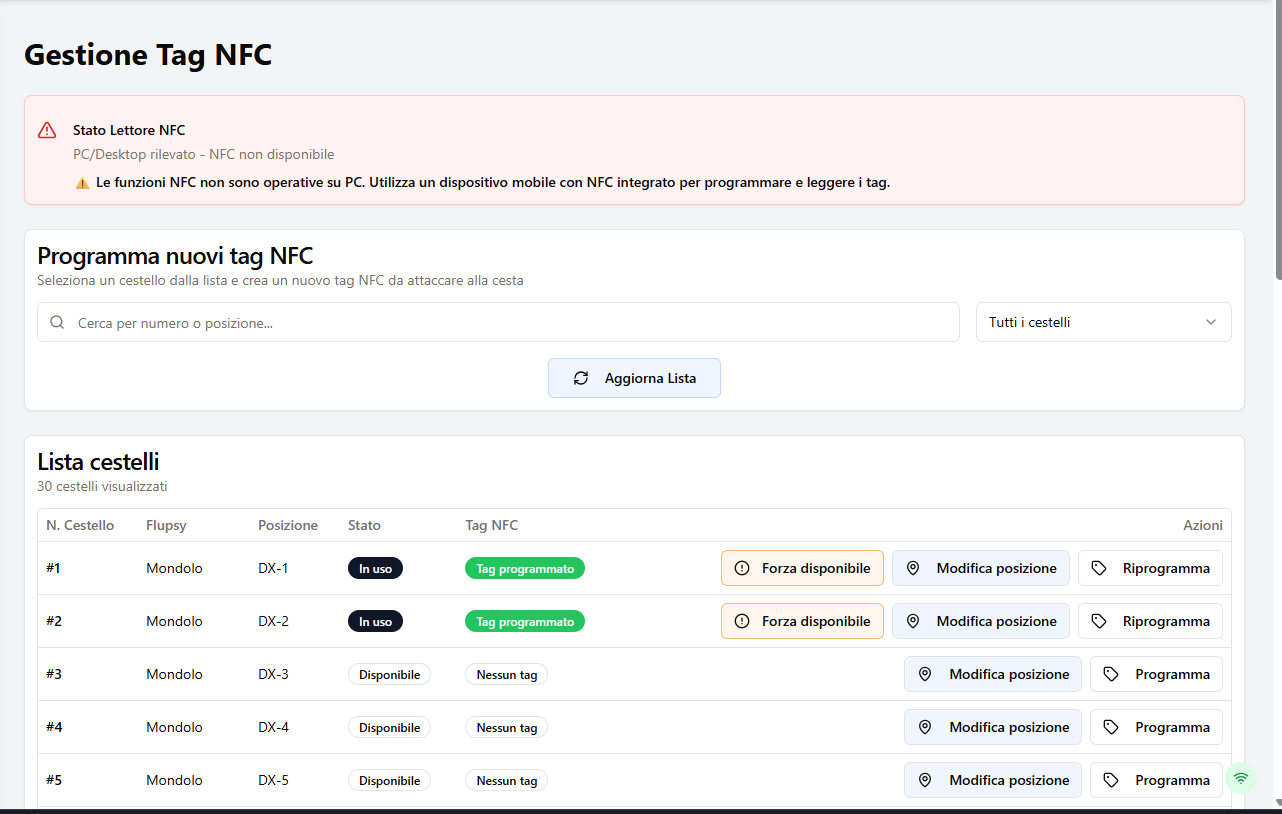 Gestione Tag NFC
Stato Lettore NFC
PC/Desktop rilevato - NFC non disponibile
Le funzioni NFC non sono operative su PC. Utilizza un dispositivo mobile con NFC integrato per programmare e leggere i tag.
Programma nuovi tag NFC
Seleziona un cestello dalla lista e crea un nuovo tag NFC da attaccare alla cesta
Cerca per numero o posizione... Tutti i cestelli
Aggiorna Lista
Lista cestelli
30 cestelli visualizzati
N. Cestello Flupsy Posizione Stato Tag NFC Azioni
#1 Mondolo DX-1 In uso Tag programmato Forza disponibile Modifica posizione Riprogramma
#2 Mondolo DX-2 In uso Tag programmato Forza disponibile Modifica posizione Riprogramma
#3 Mondolo DX-3 Disponibile Nessun tag Modifica posizione Programma
#4 Mondolo DX-4 Disponibile Nessun tag Modifica posizione Programma
#5 Mondolo DX-5 Disponibile Nessun tag Modifica posizione Programma